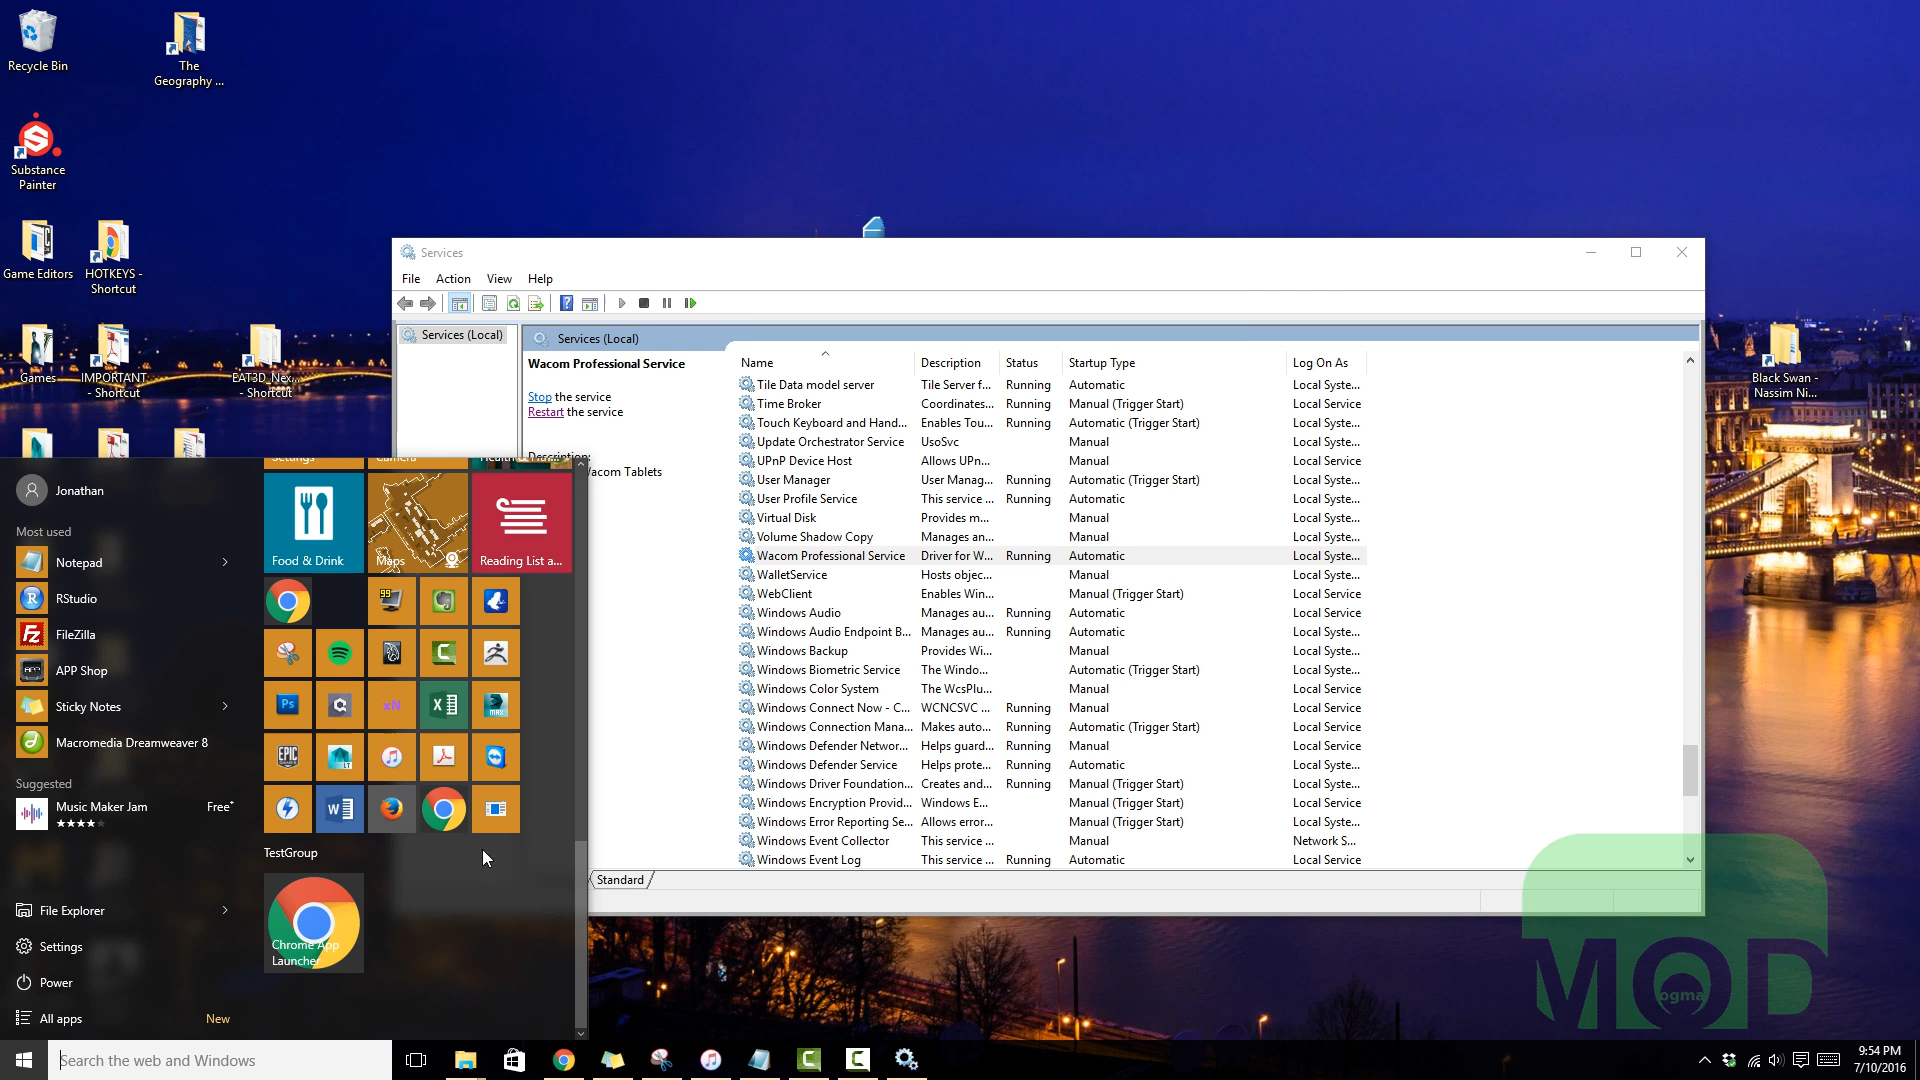 Recycle Bin
The
Geography ...
Substance
Painter
Game Editors
HOTKEYS -
Shortcut
Games
IMPORTANT
- Shortcut
EAT3D_Nex...
- Shortcut
Black Swan -
Nassim Ni...
Services
File Action View Help
Services (Local)
Services (Local)
Wacom Professional Service
Stop the service
Restart the service
Description:
Wacom Tablets
Name Description Status Startup Type Log On As
Tile Data model server Tile Server f... Running Automatic Local Syste...
Time Broker Coordinates... Running Manual (Trigger Start) Local Service
Touch Keyboard and Hand... Enables Tou... Running Automatic (Trigger Start) Local Syste...
Update Orchestrator Service UsoSvc Manual Local Syste...
UPnP Device Host Allows UPn... Manual Local Service
User Manager User Manag... Running Automatic (Trigger Start) Local Syste...
User Profile Service This service ... Running Automatic Local Syste...
Virtual Disk Provides m... Manual Local Syste...
Volume Shadow Copy Manages an... Manual Local Syste...
Wacom Professional Service Driver for W... Running Automatic Local Syste...
WalletService Hosts objec... Manual Local Syste...
WebClient Enables Win... Manual (Trigger Start) Local Service
Windows Audio Manages au... Running Automatic Local Service
Windows Audio Endpoint B... Manages au... Running Automatic Local Syste...
Windows Backup Provides Wi... Manual Local Syste...
Windows Biometric Service The Windo... Automatic (Trigger Start) Local Syste...
Windows Color System The WcsPlu... Manual Local Service
Windows Connect Now - C... WCNCSVC ... Running Manual Local Service
Windows Connection Mana... Makes auto... Running Automatic (Trigger Start) Local Service
Windows Defender Networ... Helps guard... Running Manual Local Service
Windows Defender Service Helps prote... Running Automatic Local Syste...
Windows Driver Foundation... Creates and... Running Manual (Trigger Start) Local Syste...
Windows Encryption Provid... Windows E... Manual (Trigger Start) Local Service
Windows Error Reporting Se... Allows error... Manual (Trigger Start) Local Syste...
Windows Event Collector This service ... Manual Network S...
Windows Event Log This service ... Running Automatic Local Service
Standard
Jonathan
Most used
Notepad
RStudio
FileZilla
APP Shop
Sticky Notes
Macromedia Dreamweaver 8
Suggested
Music Maker Jam Free+
File Explorer
Settings
Power
All apps New
Settings
Camera
Food & Drink
Maps
Reading List a...
99
Ps
xN
MAX
EPIC
LT
TestGroup
Chrome App
Launcher
MOD
ogma
Search the web and Windows
9:54 PM
7/10/2016